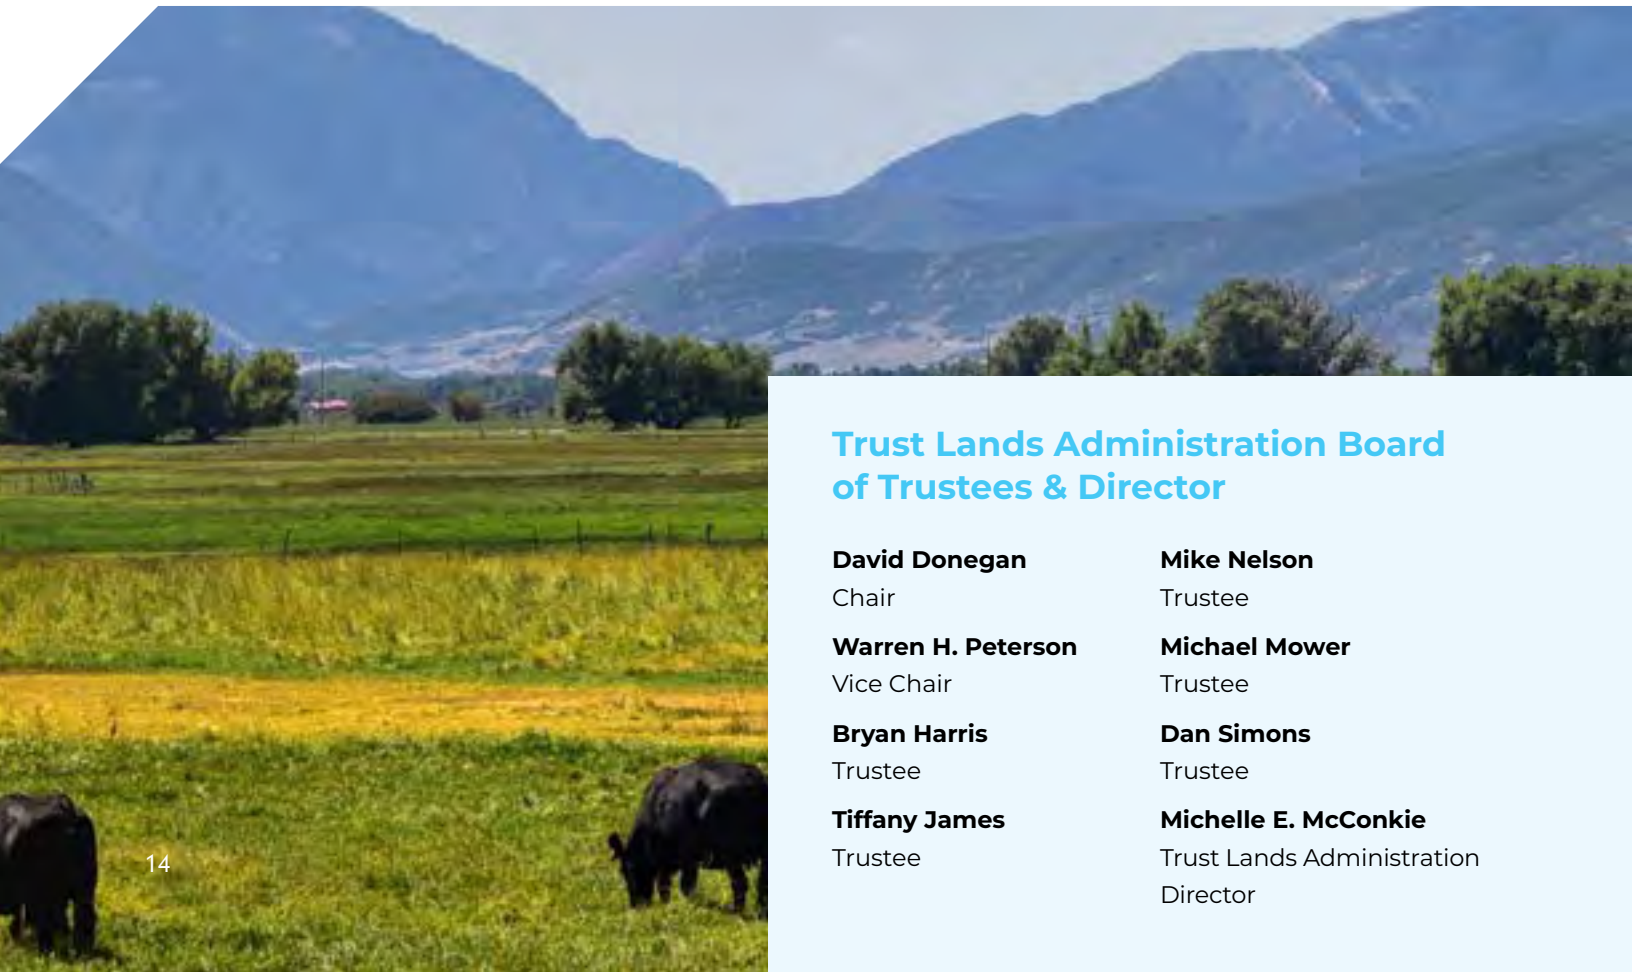 Trust Lands Administration Board
of Trustees & Director
David Donegan
Chair
Warren H. Peterson
Vice Chair
Bryan Harris
Trustee
Tiffany James
Trustee
Mike Nelson
Trustee
Michael Mower
Trustee
Dan Simons
Trustee
Michelle E. McConkie
Trust Lands Administration
Director
14